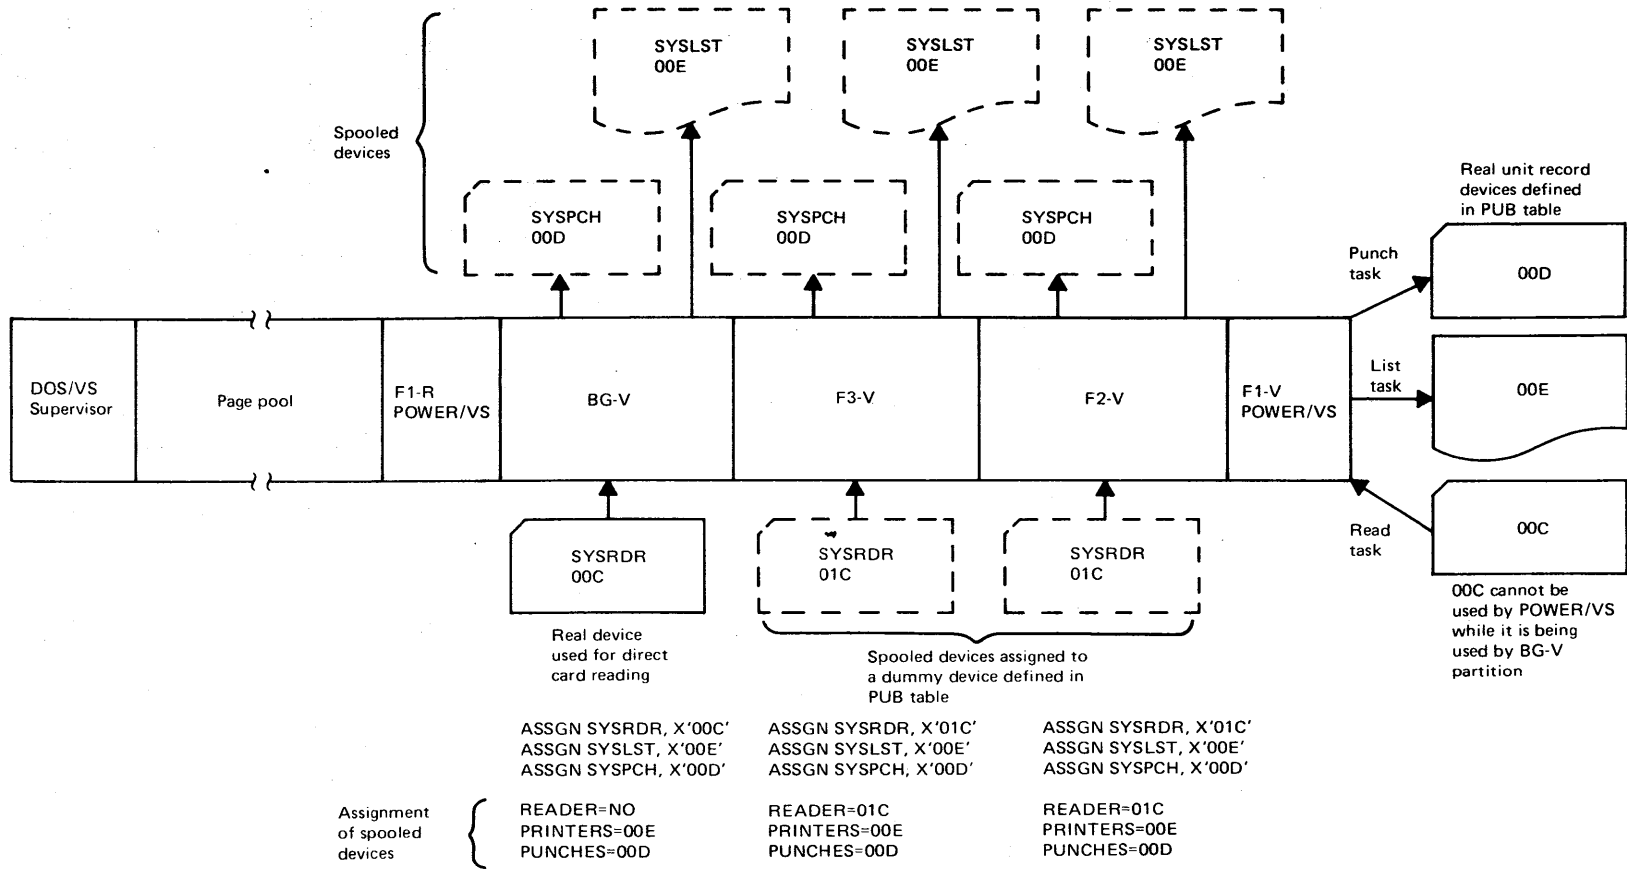 SYSLST
00E
SYSLST
00E
SYSLST
00E
Spooled
devices
SYSPCH
00D
SYSPCH
00D
SYSPCH
00D
Real unit record
devices defined
in PUB table
00D
Punch
task
DOS/VS
Supervisor
Page pool
F1-R
POWER/VS
BG-V
F3-V
F2-V
F1-V
POWER/VS
List
task
00E
SYSRDR
00C
SYSRDR
01C
SYSRDR
01C
Read
task
00C
00C cannot be
used by POWER/VS
while it is being
used by BG-V
partition
Real device
used for direct
card reading
Spooled devices assigned to
a dummy device defined in
PUB table
ASSGN SYSRDR, X'00C'
ASSGN SYSLST, X'00E'
ASSGN SYSPCH, X'00D'
ASSGN SYSRDR, X'01C'
ASSGN SYSLST, X'00E'
ASSGN SYSPCH, X'00D'
ASSGN SYSRDR, X'01C'
ASSGN SYSLST, X'00E'
ASSGN SYSPCH, X'00D'
Assignment
of spooled
devices
READER=NO
PRINTERS=00E
PUNCHES=00D
READER=01C
PRINTERS=00E
PUNCHES=00D
READER=01C
PRINTERS=00E
PUNCHES=00D